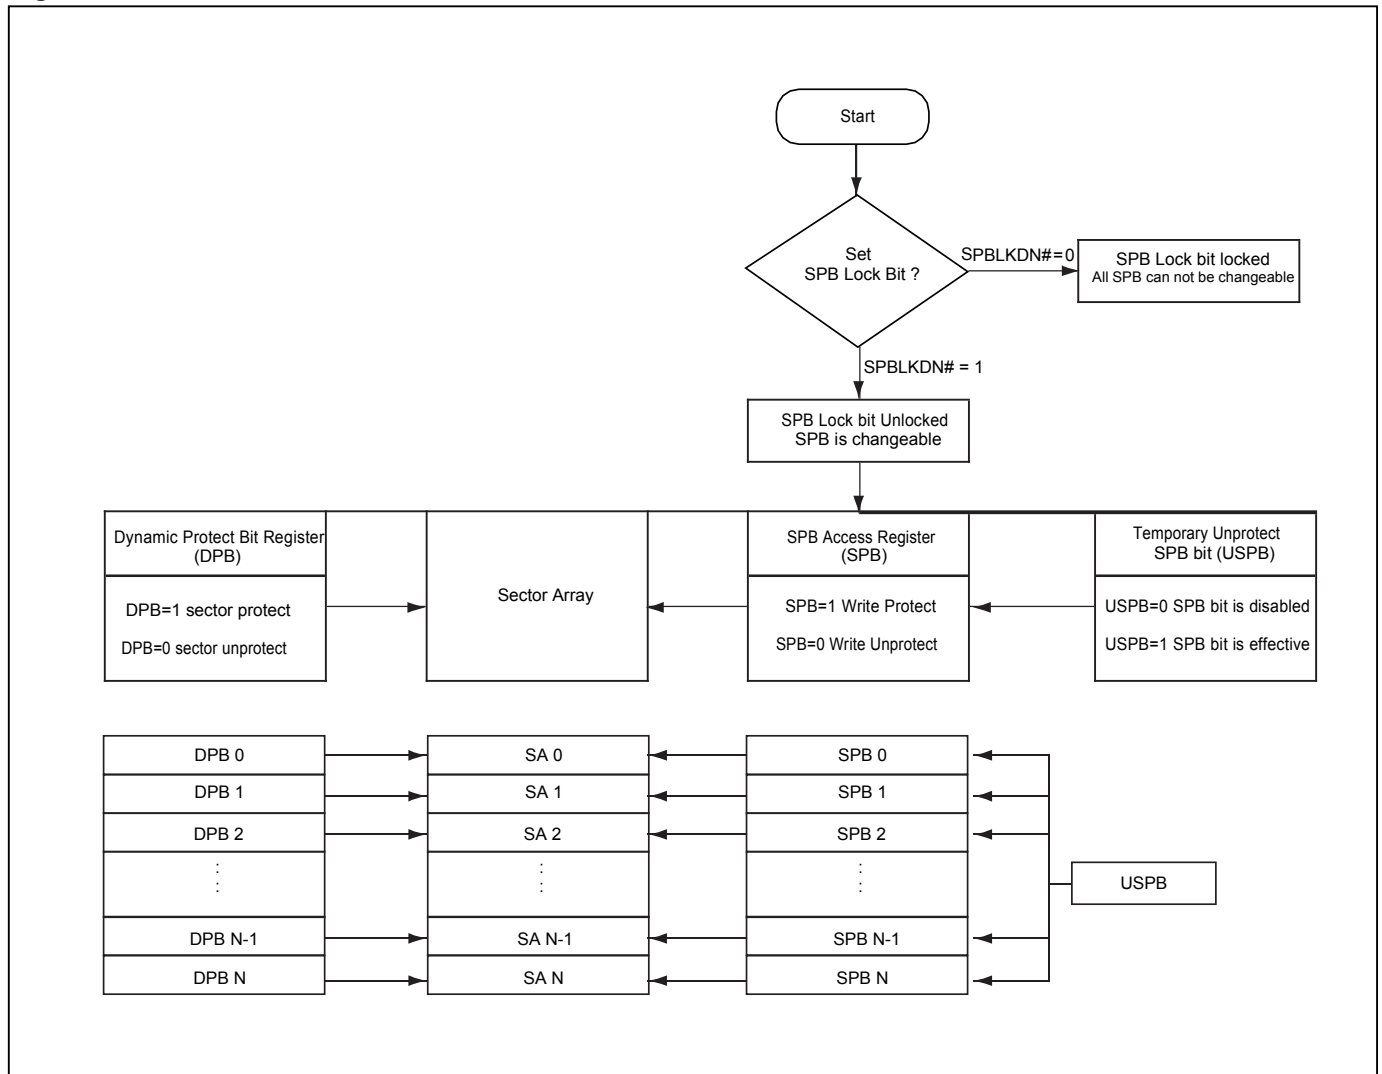 Start
Set
SPB Lock Bit ?
SPBLKDN#=0
SPB Lock bit locked
All SPB can not be changeable
SPBLKDN# = 1
SPB Lock bit Unlocked
SPB is changeable
Dynamic Protect Bit Register
(DPB)
DPB=1 sector protect
DPB=0 sector unprotect
Sector Array
SPB Access Register
(SPB)
SPB=1 Write Protect
SPB=0 Write Unprotect
Temporary Unprotect
SPB bit (USPB)
USPB=0 SPB bit is disabled
USPB=1 SPB bit is effective
DPB 0
SA 0
SPB 0
DPB 1
SA 1
SPB 1
DPB 2
SA 2
SPB 2
USPB
DPB N-1
SA N-1
SPB N-1
DPB N
SA N
SPB N